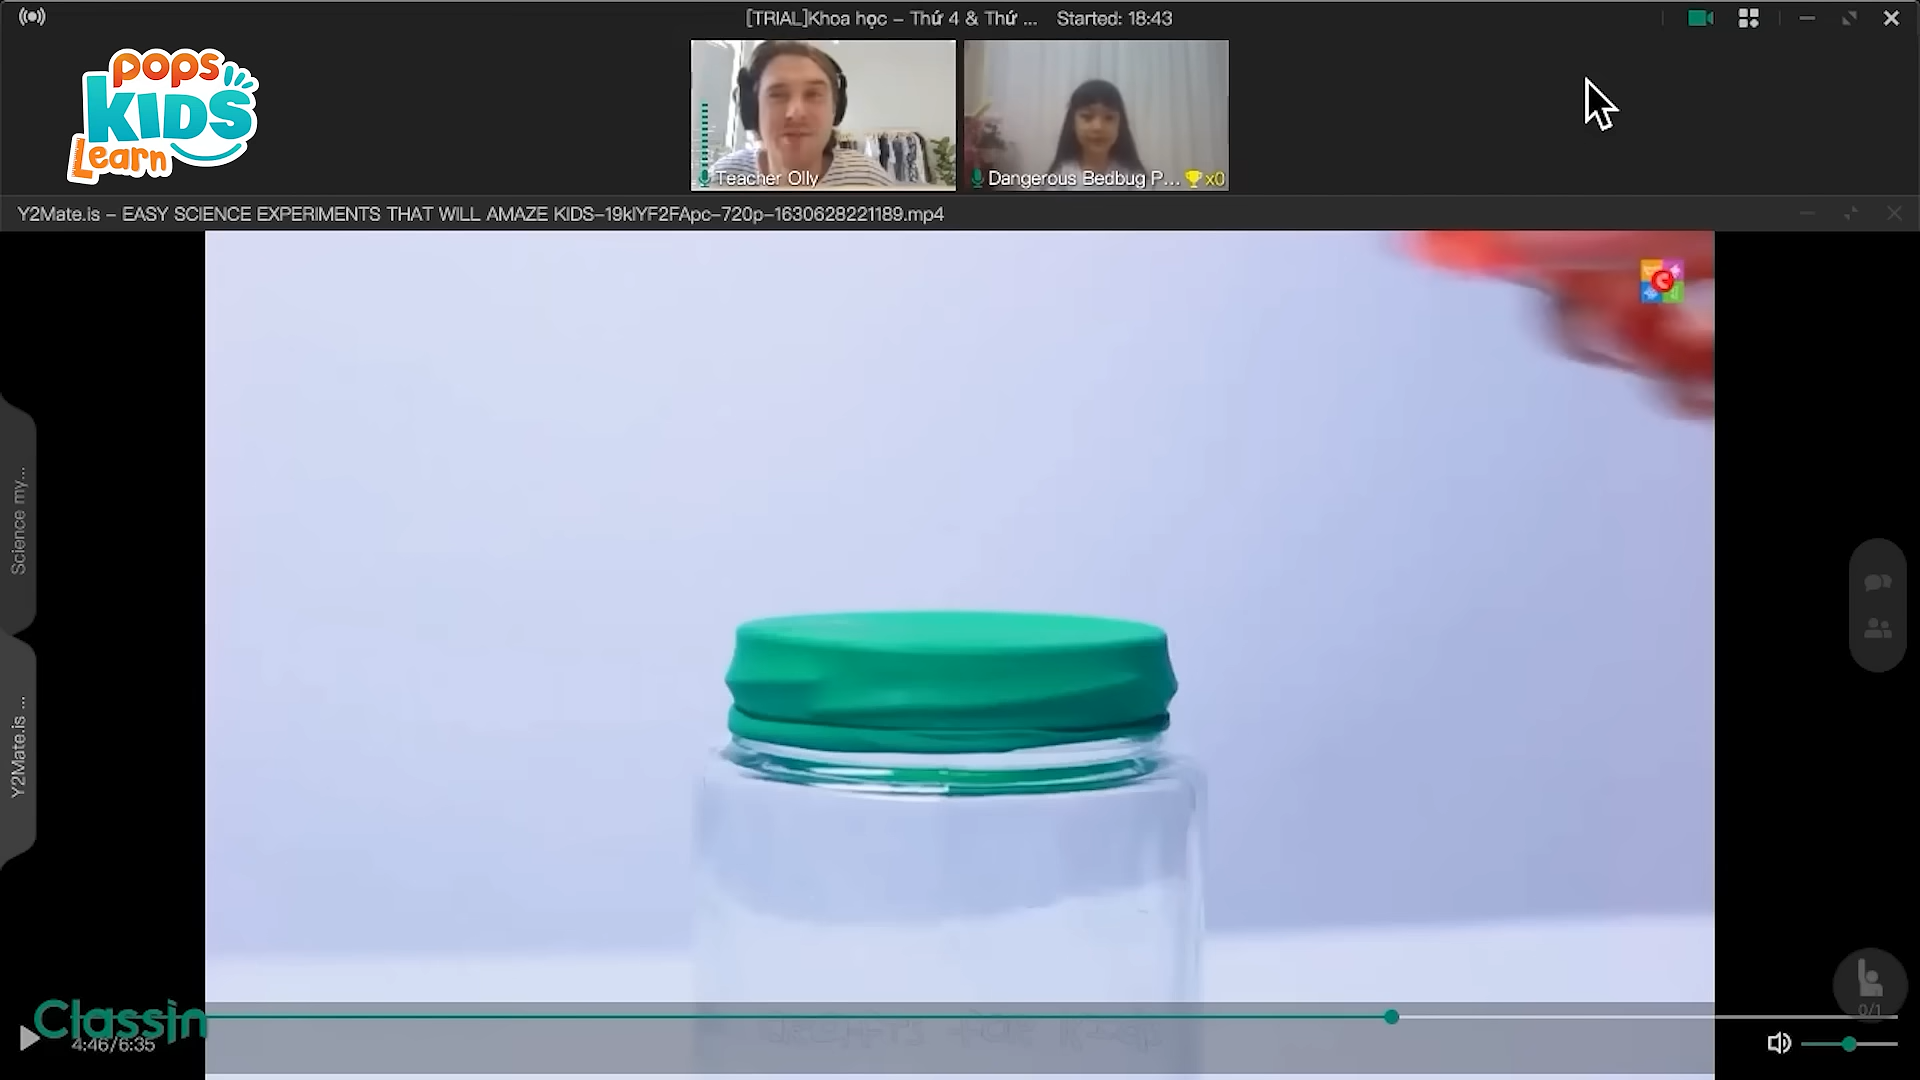 [TRIAL]Khoa học – Thứ 4 & Thứ ... Started: 18:43
POPS
KIDS
Learn
Teacher Olly
Dangerous Bedbug P... x0
Y2Mate.is – EASY SCIENCE EXPERIMENTS THAT WILL AMAZE KIDS–19klYF2FApc–720p–1630628221189.mp4
Science my...
Y2Mate.is ...
ClassIn
4:46/6:35
0/1